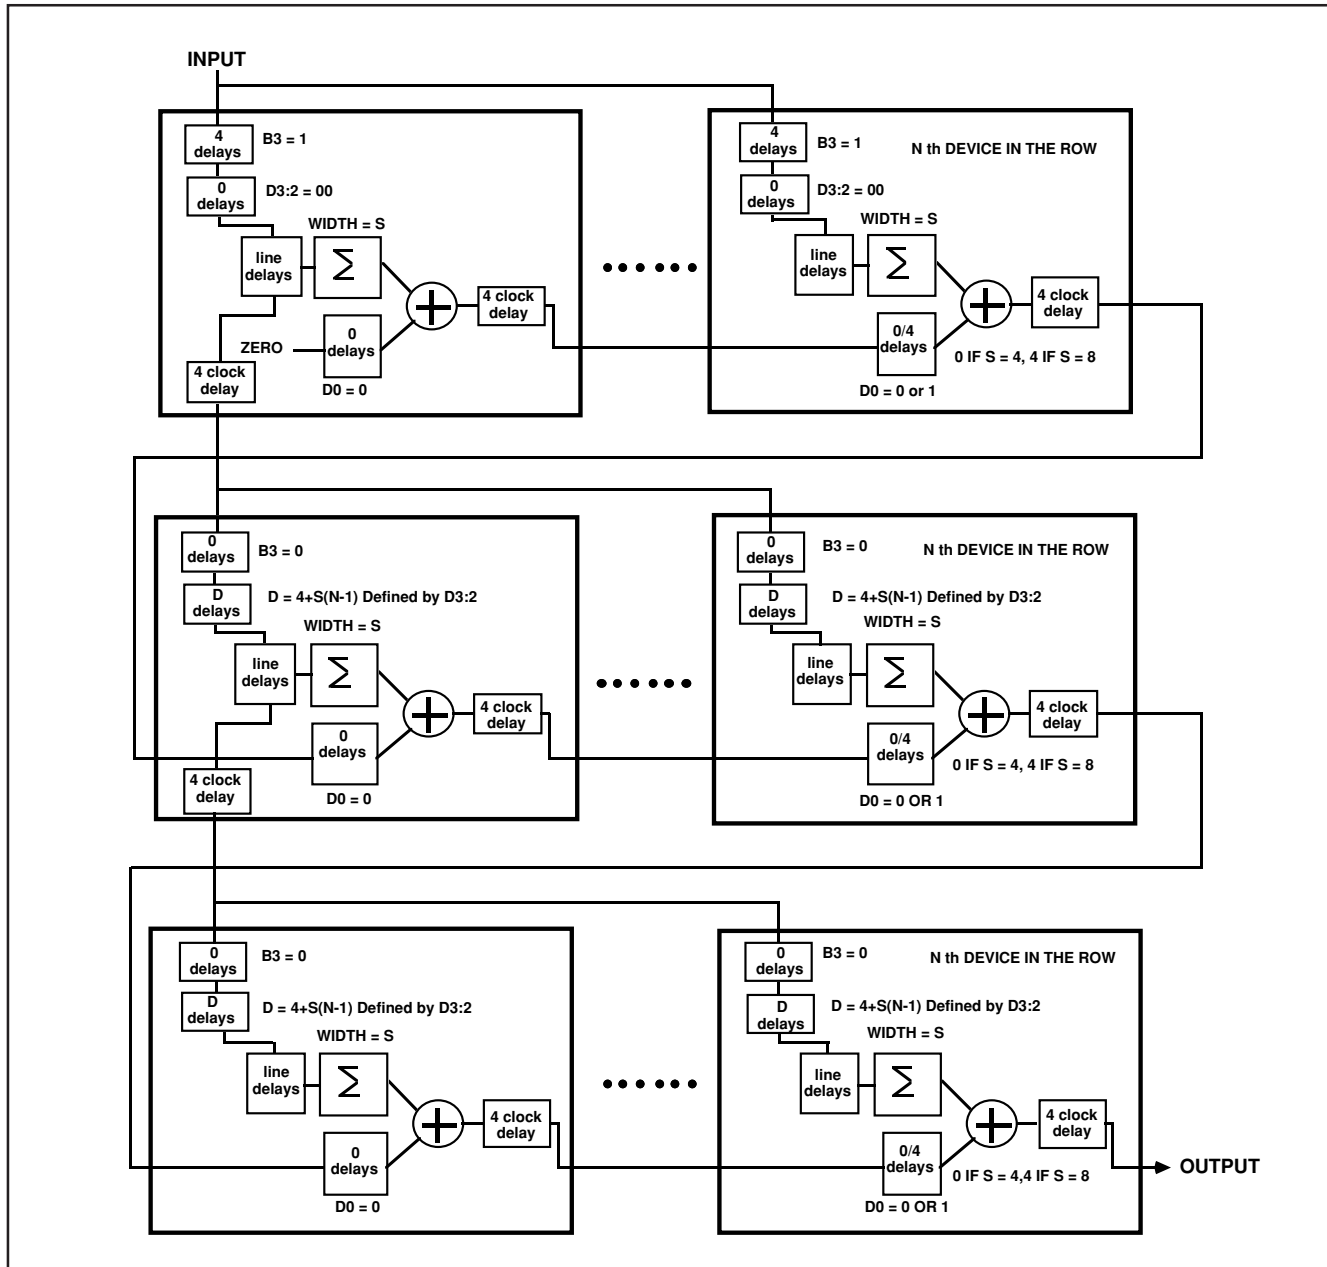 INPUT
4
delays
B3 = 1
0
delays
D3:2 = 00
WIDTH = S
line
delays
Σ
4 clock
delay
ZERO
0
delays
4 clock
delay
D0 = 0
4
delays
B3 = 1
N th DEVICE IN THE ROW
0
delays
D3:2 = 00
WIDTH = S
line
delays
Σ
4 clock
delay
0/4
delays
0 IF S = 4, 4 IF S = 8
D0 = 0 or 1
0
delays
B3 = 0
D
delays
D = 4+S(N-1) Defined by D3:2
WIDTH = S
line
delays
Σ
4 clock
delay
0
delays
4 clock
delay
D0 = 0
0
delays
B3 = 0
N th DEVICE IN THE ROW
D
delays
D = 4+S(N-1) Defined by D3:2
WIDTH = S
line
delays
Σ
4 clock
delay
0/4
delays
0 IF S = 4, 4 IF S = 8
D0 = 0 OR 1
0
delays
B3 = 0
D
delays
D = 4+S(N-1) Defined by D3:2
WIDTH = S
line
delays
Σ
4 clock
delay
0
delays
D0 = 0
0
delays
B3 = 0
N th DEVICE IN THE ROW
D
delays
D = 4+S(N-1) Defined by D3:2
WIDTH = S
line
delays
Σ
4 clock
delay
0/4
delays
0 IF S = 4,4 IF S = 8
D0 = 0 OR 1
OUTPUT